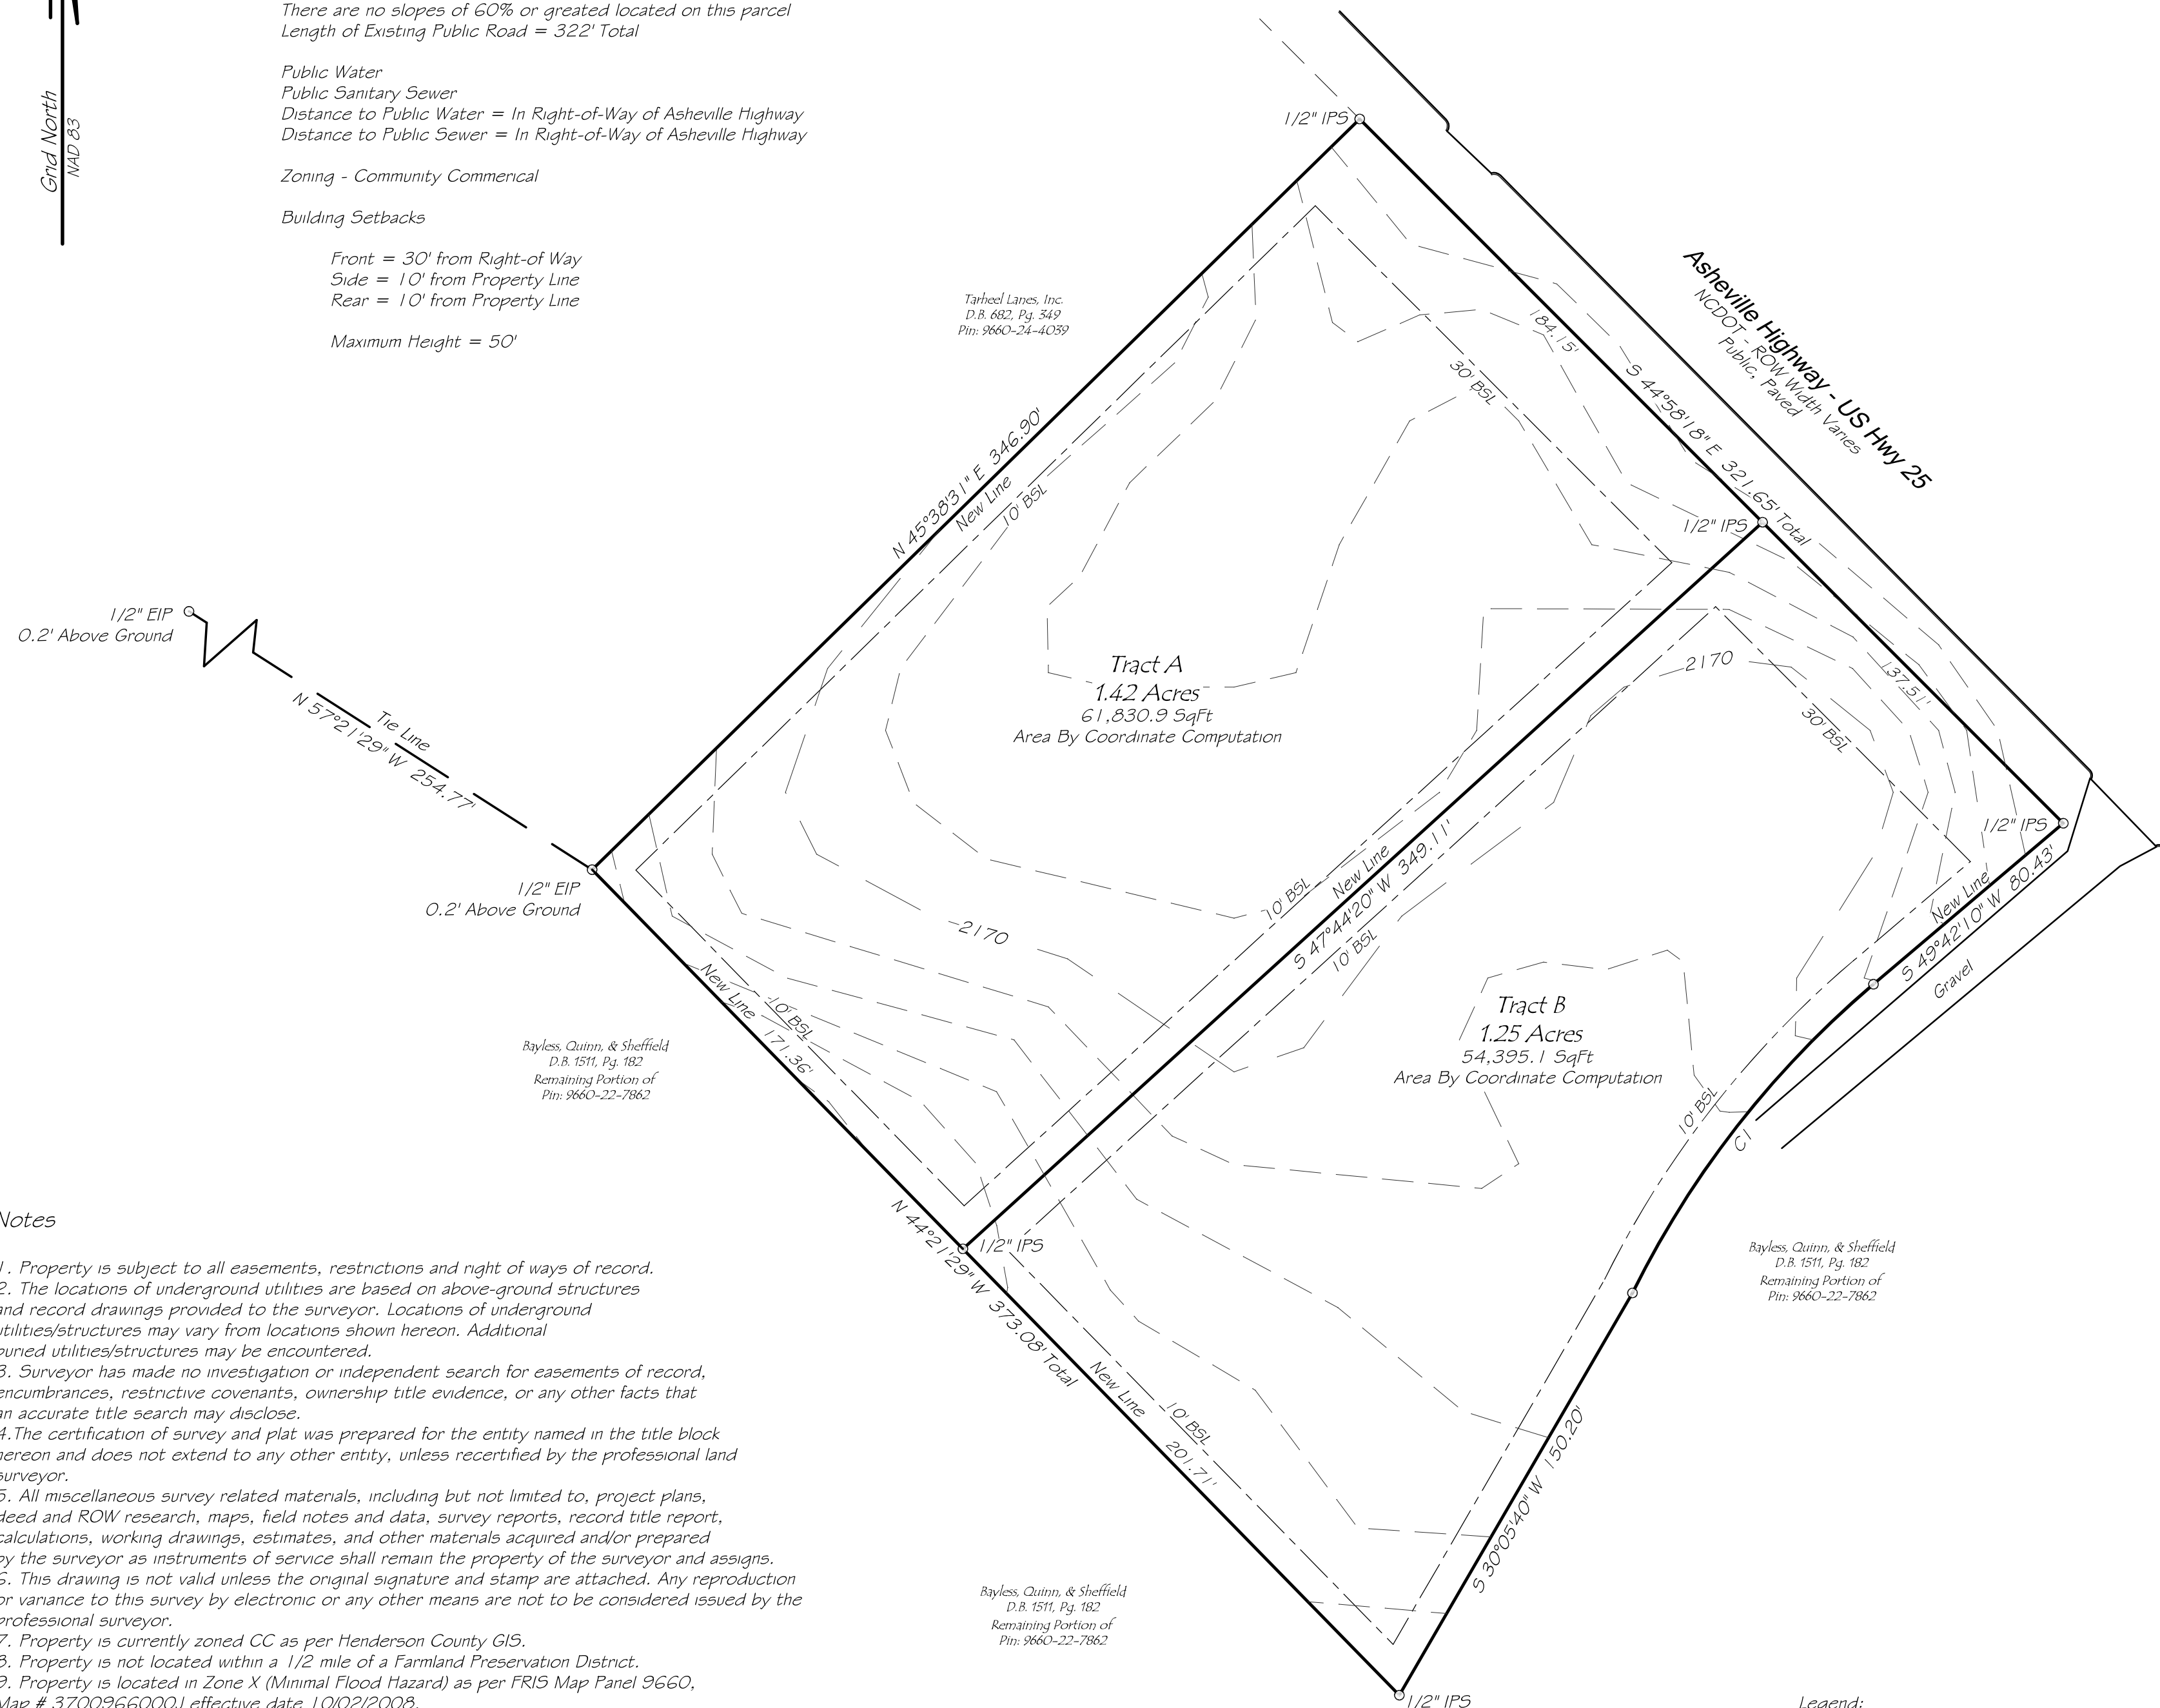 There are no slopes of 60% or greated located on this parcel
Length of Existing Public Road = 322' Total
Public Water
Public Sanitary Sewer
Distance to Public Water = In Right-of-Way of Asheville Highway
Distance to Public Sewer = In Right-of-Way of Asheville Highway
Zoning - Community Commerical
Building Setbacks
Front = 30' from Right-of Way
Side = 10' from Property Line
Rear = 10' from Property Line
Maximum Height = 50'
Grid North
NAD 83
1/2" IPS
Asheville Highway - US Hwy 25
NCDOT - ROW Width Varies
Public, Paved
Tarheel Lanes, Inc.
D.B. 682, Pg. 349
Pin: 9660-24-4039
184.15'
S 44°58'18" E 321.65' Total
30' BSL
N 45°38'31" E 346.90'
New Line
10' BSL
1/2" IPS
1/2" EIP
0.2' Above Ground
Tie Line
N 57°21'29" W 254.77'
Tract A
1.42 Acres
61,830.9 SqFt
Area By Coordinate Computation
2170
137.51'
30' BSL
1/2" IPS
1/2" EIP
0.2' Above Ground
2170
10' BSL
New Line
S 47°44'20" W 349.11'
10' BSL
New Line
S 49°42'10" W 80.43'
Gravel
New Line
171.36'
10' BSL
Tract B
1.25 Acres
54,395.1 SqFt
Area By Coordinate Computation
Bayless, Quinn, & Sheffield
D.B. 1511, Pg. 182
Remaining Portion of
Pin: 9660-22-7862
10' BSL
C1
N 44°21'29" W 373.08' Total
1/2" IPS
Bayless, Quinn, & Sheffield
D.B. 1511, Pg. 182
Remaining Portion of
Pin: 9660-22-7862
New Line
10' BSL
201.71'
S 30°05'40" W 150.20'
Bayless, Quinn, & Sheffield
D.B. 1511, Pg. 182
Remaining Portion of
Pin: 9660-22-7862
1/2" IPS
Legend:
Notes
1. Property is subject to all easements, restrictions and right of ways of record.
2. The locations of underground utilities are based on above-ground structures
and record drawings provided to the surveyor. Locations of underground
utilities/structures may vary from locations shown hereon. Additional
buried utilities/structures may be encountered.
3. Surveyor has made no investigation or independent search for easements of record,
encumbrances, restrictive covenants, ownership title evidence, or any other facts that
an accurate title search may disclose.
4.The certification of survey and plat was prepared for the entity named in the title block
hereon and does not extend to any other entity, unless recertified by the professional land
surveyor.
5. All miscellaneous survey related materials, including but not limited to, project plans,
deed and ROW research, maps, field notes and data, survey reports, record title report,
calculations, working drawings, estimates, and other materials acquired and/or prepared
by the surveyor as instruments of service shall remain the property of the surveyor and assigns.
6. This drawing is not valid unless the original signature and stamp are attached. Any reproduction
or variance to this survey by electronic or any other means are not to be considered issued by the
professional surveyor.
7. Property is currently zoned CC as per Henderson County GIS.
8. Property is not located within a 1/2 mile of a Farmland Preservation District.
9. Property is located in Zone X (Minimal Flood Hazard) as per FRIS Map Panel 9660,
Map # 3700966000J effective date 10/02/2008.